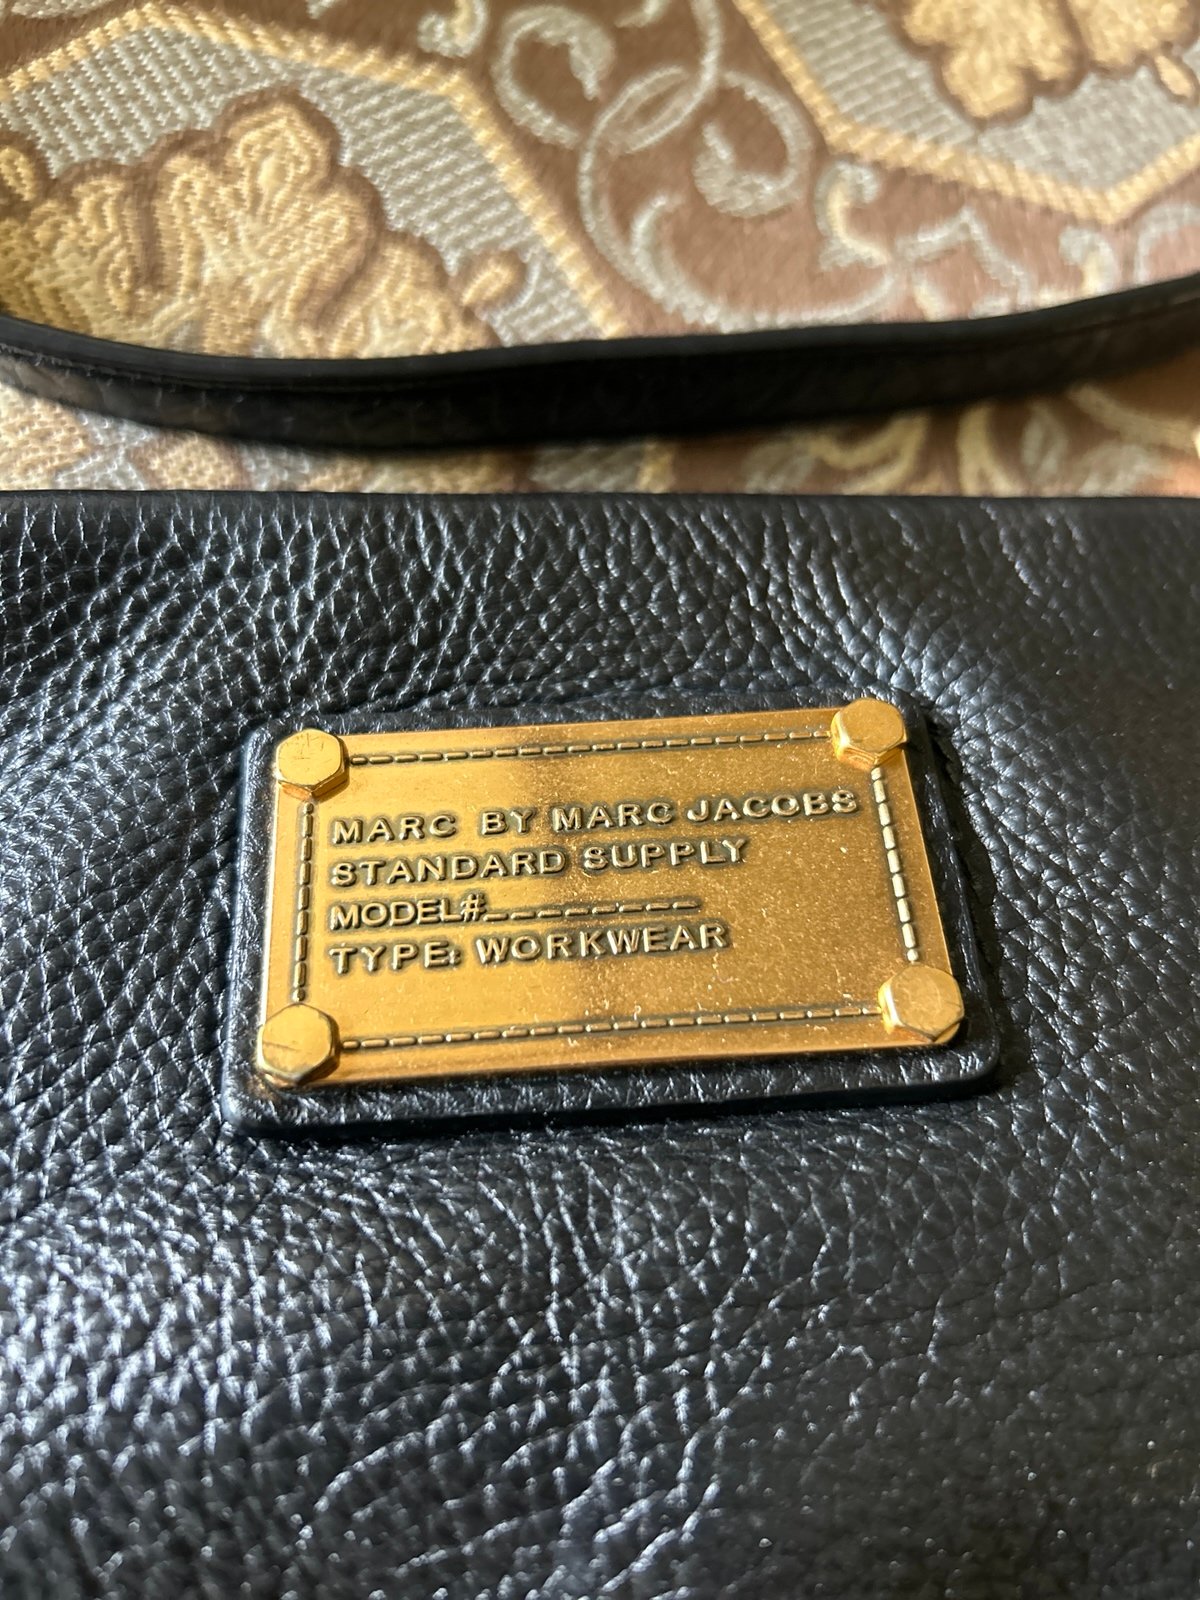 MARC BY MARC JACOBS
STANDARD SUPPLY
MODEL#_________
TYPE: WORKWEAR